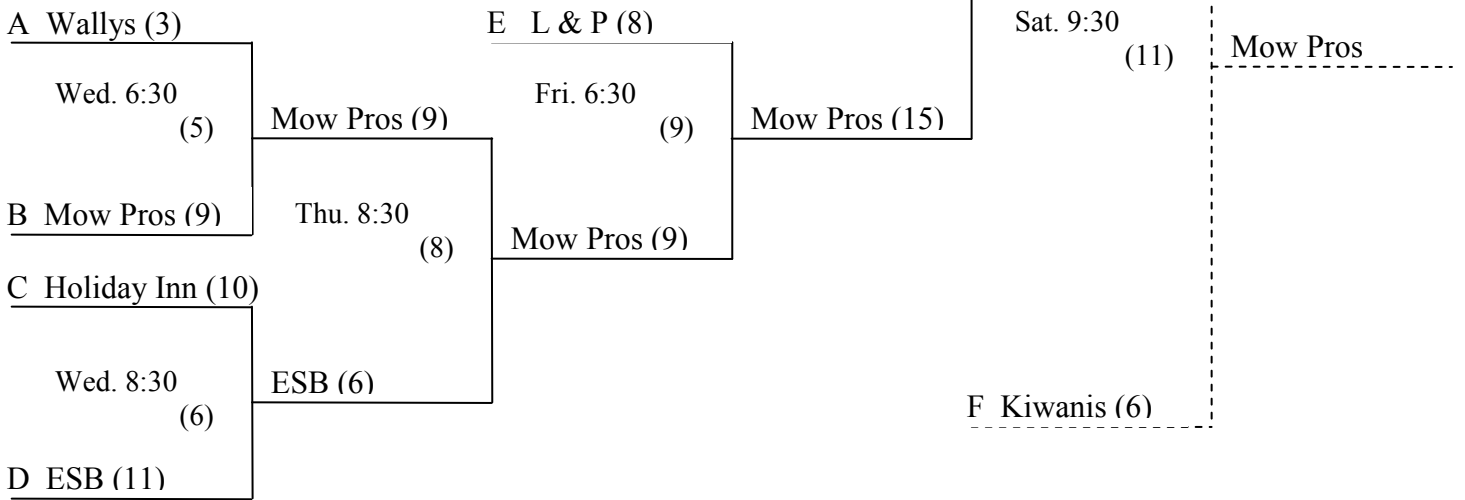 A Wallys (3)
Wed. 6:30
(5)
B Mow Pros (9)
C Holiday Inn (10)
Wed. 8:30
(6)
D ESB (11)
Mow Pros (9)
Thu. 8:30
(8)
ESB (6)
E L & P (8)
Fri. 6:30
(9)
Mow Pros (9)
Mow Pros (15)
Sat. 9:30
(11)
F Kiwanis (6)
Mow Pros